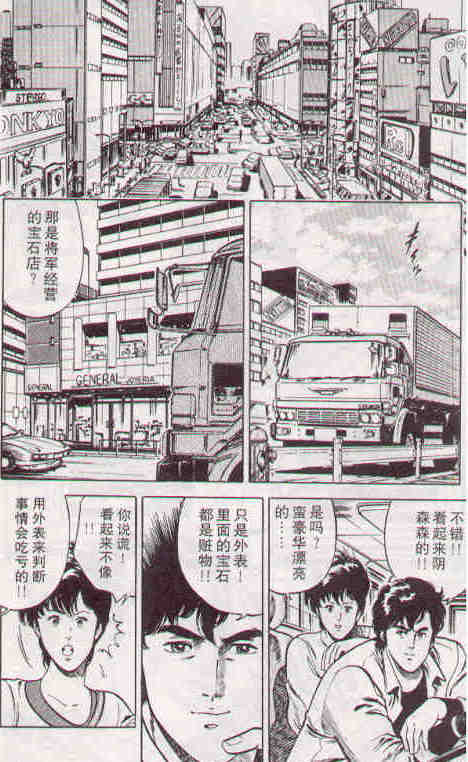 STEREO
ONKYO
那是将军经营
的宝石店？
GENERAL
GENERAL JOYERIA
不错！！
看起来阴
森森的！！
是吗？
蛮豪华漂亮
的……
只是外表！
里面的宝石
都是赃物！！
你说谎！
看起来不像
！！
用外表来判断
事情会吃亏的！！